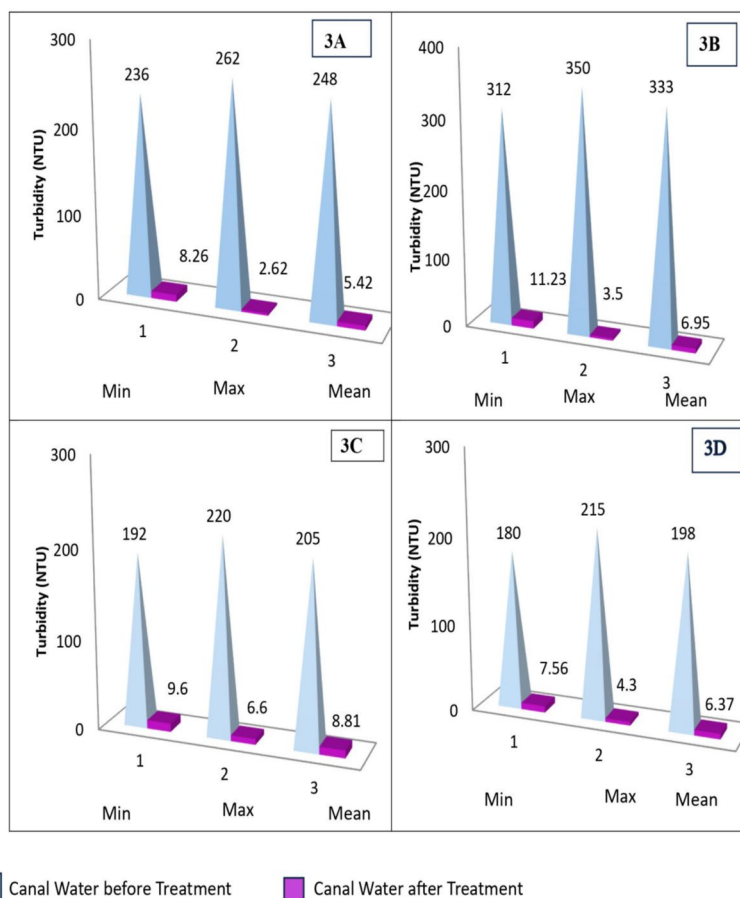 3A
300
200
100
0
Turbidity (NTU)
236
262
248
8.26
2.62
5.42
1
2
3
Min
Max
Mean
3B
400
300
200
100
0
Turbidity (NTU)
312
350
333
11.23
3.5
6.95
1
2
3
Min
Max
Mean
3C
300
200
100
0
Turbidity (NTU)
192
220
205
9.6
6.6
8.81
1
2
3
Min
Max
Mean
3D
300
200
100
0
Turbidity (NTU)
180
215
198
7.56
4.3
6.37
1
2
3
Min
Max
Mean
Canal Water before Treatment
Canal Water after Treatment